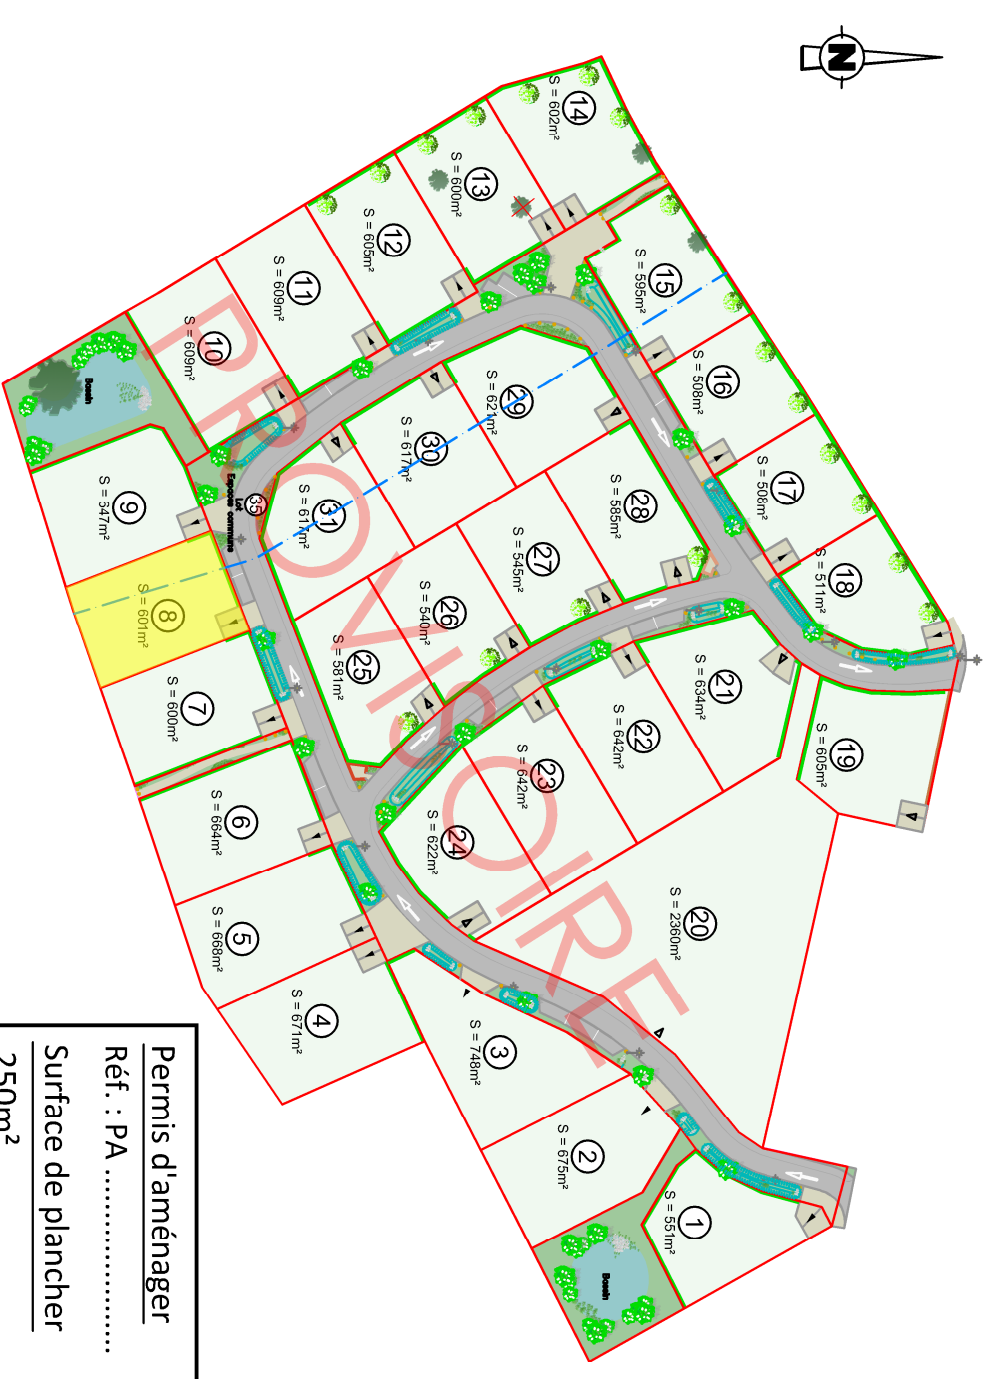 N
14
S = 602m²
13
S = 600m²
12
S = 605m²
11
S = 609m²
10
S = 609m²
15
S = 595m²
16
S = 508m²
17
S = 508m²
18
S = 511m²
19
S = 605m²
20
S = 2360m²
21
S = 634m²
22
S = 642m²
23
S = 642m²
24
S = 622m²
25
S = 581m²
26
S = 540m²
27
S = 545m²
28
S = 585m²
29
S = 621m²
30
S = 617m²
31
S = 617m²
35
Lot
Espaces commune
9
S = 547m²
8
S = 601m²
7
S = 600m²
6
S = 664m²
5
S = 668m²
4
S = 671m²
3
S = 748m²
2
S = 675m²
1
S = 551m²
Bassin
Bassin
PROVISOIRE
Permis d'aménager
Réf. : PA ........................
Surface de plancher
250m²